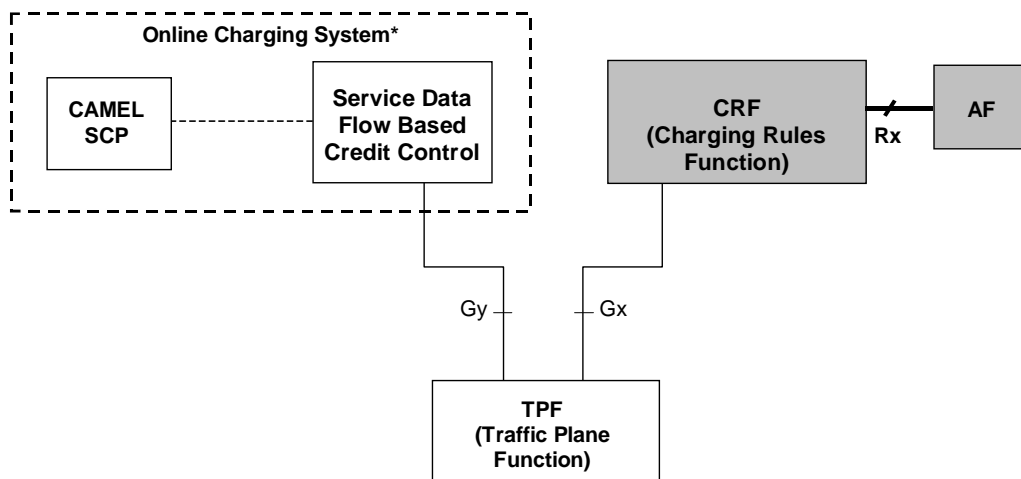 Online Charging System*
CAMEL
SCP
Service Data
Flow Based
Credit Control
CRF
(Charging Rules
Function)
Rx
AF
Gy
Gx
TPF
(Traffic Plane
Function)